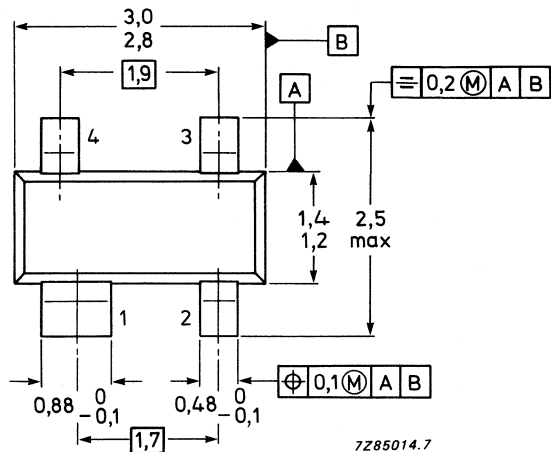 3,0
2,8
B
1,9
A
0,2 Ⓜ A B
4
3
1,4
1,2
2,5
max
1
2
0,88 0
-0,1
0,48 0
-0,1
0,1 Ⓜ A B
1,7
7Z85014.7